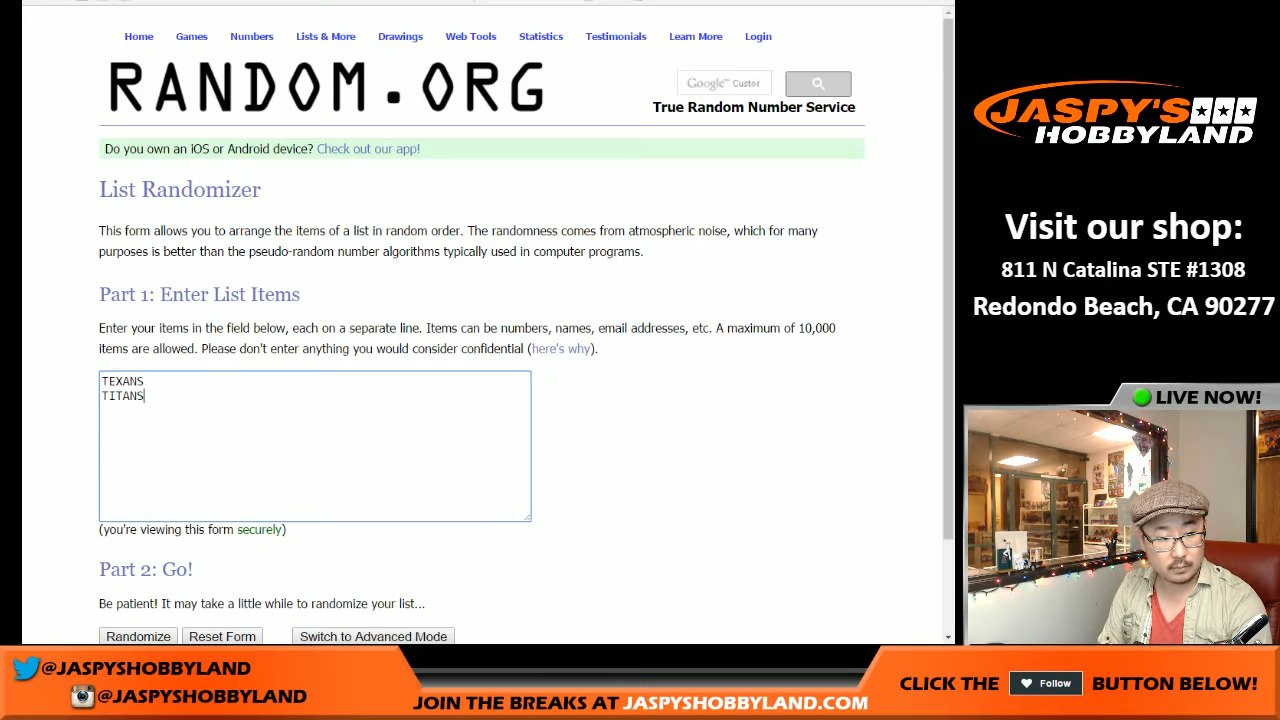 Home Games Numbers Lists & More Drawings Web Tools Statistics Testimonials Learn More Login
RANDOM.ORG
Google™ Custor
True Random Number Service
Do you own an iOS or Android device? Check out our app!
List Randomizer
This form allows you to arrange the items of a list in random order. The randomness comes from atmospheric noise, which for many
purposes is better than the pseudo-random number algorithms typically used in computer programs.
Part 1: Enter List Items
Enter your items in the field below, each on a separate line. Items can be numbers, names, email addresses, etc. A maximum of 10,000
items are allowed. Please don't enter anything you would consider confidential (here's why).
TEXANS
TITANS
(you're viewing this form securely)
Part 2: Go!
Be patient! It may take a little while to randomize your list...
Randomize Reset Form Switch to Advanced Mode
JASPY'S
HOBBYLAND
Visit our shop:
811 N Catalina STE #1308
Redondo Beach, CA 90277
LIVE NOW!
@JASPYSHOBBYLAND
@JASPYSHOBBYLAND
JOIN THE BREAKS AT JASPYSHOBBYLAND.COM
CLICK THE Follow BUTTON BELOW!